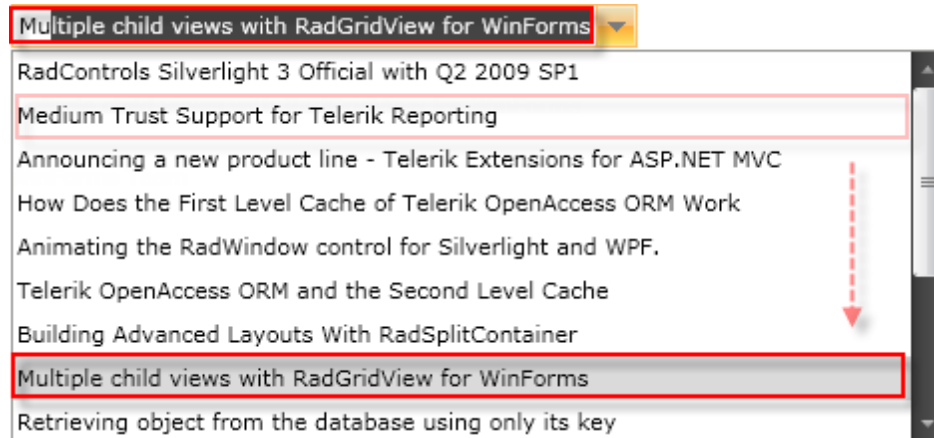 Multiple child views with RadGridView for WinForms
RadControls Silverlight 3 Official with Q2 2009 SP1
Medium Trust Support for Telerik Reporting
Announcing a new product line - Telerik Extensions for ASP.NET MVC
How Does the First Level Cache of Telerik OpenAccess ORM Work
Animating the RadWindow control for Silverlight and WPF.
Telerik OpenAccess ORM and the Second Level Cache
Building Advanced Layouts With RadSplitContainer
Multiple child views with RadGridView for WinForms
Retrieving object from the database using only its key